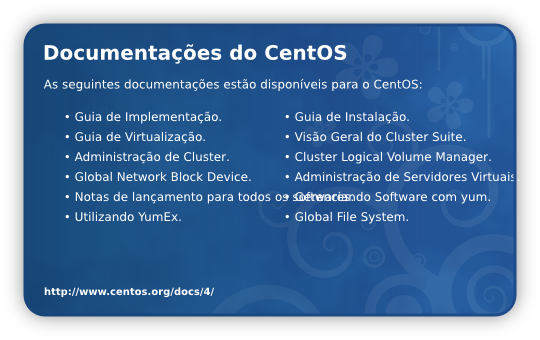 Documentações do CentOS
As seguintes documentações estão disponíveis para o CentOS:
• Guia de Implementação.
• Guia de Virtualização.
• Administração de Cluster.
• Global Network Block Device.
• Notas de lançamento para todos os softwares.
• Utilizando YumEx.
• Guia de Instalação.
• Visão Geral do Cluster Suite.
• Cluster Logical Volume Manager.
• Administração de Servidores Virtuais.
• Gerenciando Software com yum.
• Global File System.
http://www.centos.org/docs/4/